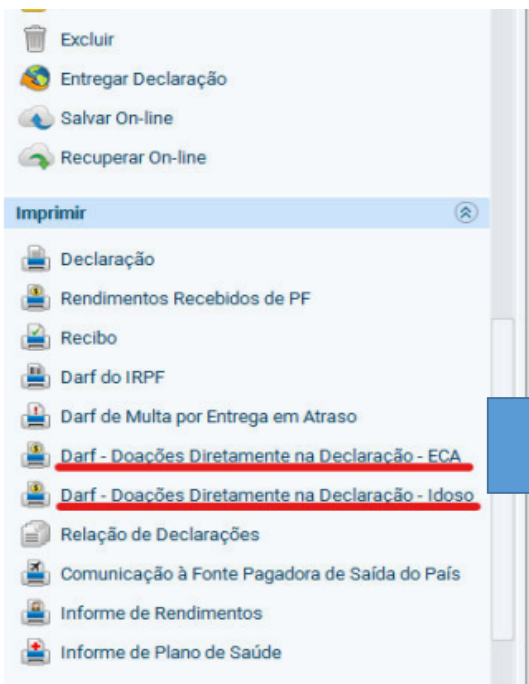 Excluir
Entregar Declaração
Salvar On-line
Recuperar On-line
Imprimir
Declaração
Rendimentos Recebidos de PF
Recibo
Darf do IRPF
Darf de Multa por Entrega em Atraso
Darf - Doações Diretamente na Declaração - ECA
Darf - Doações Diretamente na Declaração - Idoso
Relação de Declarações
Comunicação à Fonte Pagadora de Saída do País
Informe de Rendimentos
Informe de Plano de Saúde